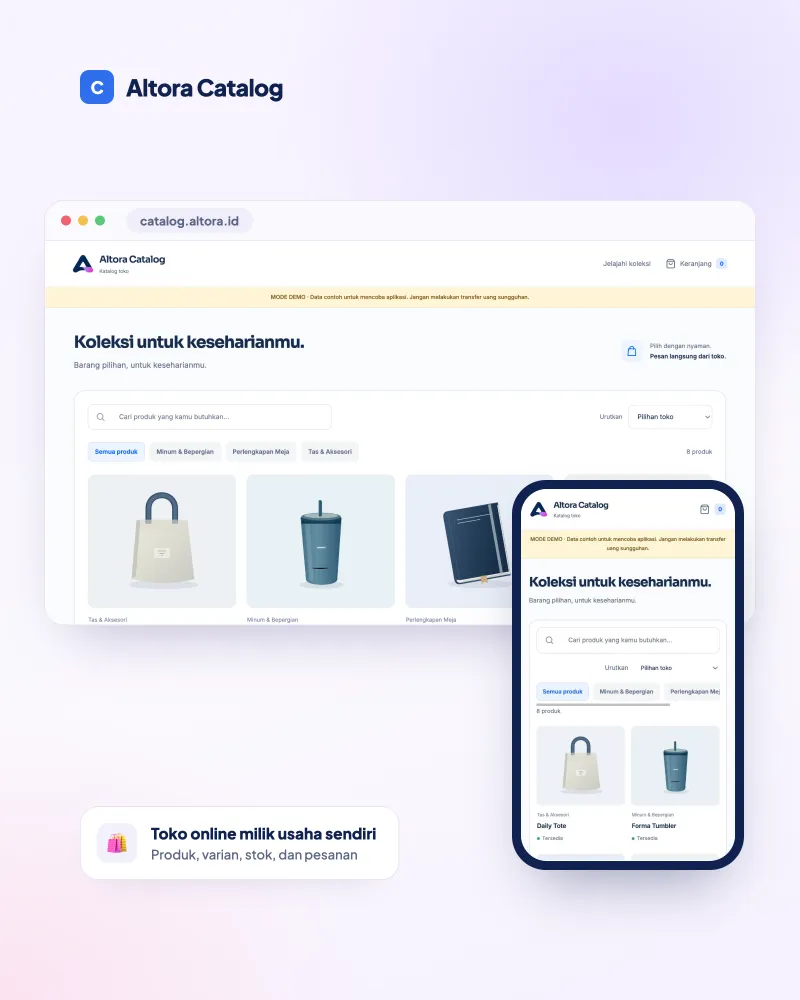 C
Altora Catalog
catalog.altora.id
Altora Catalog
Katalog toko
Jelajahi koleksi
Keranjang
0
MODE DEMO · Data contoh untuk mencoba aplikasi. Jangan melakukan transfer uang sungguhan.
Koleksi untuk keseharianmu.
Barang pilihan, untuk keseharianmu.
Pilih dengan nyaman.
Pesan langsung dari toko.
Cari produk yang kamu butuhkan...
Urutkan
Pilihan toko
Semua produk
Minum & Bepergian
Perlengkapan Meja
Tas & Aksesori
8 produk
Tas & Aksesori
Minum & Bepergian
Perlengkapan Meja
Altora Catalog
Katalog toko
0
MODE DEMO · Data contoh untuk mencoba aplikasi. Jangan melakukan transfer
uang sungguhan.
Koleksi untuk keseharianmu.
Barang pilihan, untuk keseharianmu.
Cari produk yang kamu butuhkan...
Urutkan
Pilihan toko
Semua produk
Minum & Bepergian
Perlengkapan Mej
8 produk
Tas & Aksesori
Daily Tote
Tersedia
Minum & Bepergian
Forma Tumbler
Tersedia
Toko online milik usaha sendiri
Produk, varian, stok, dan pesanan